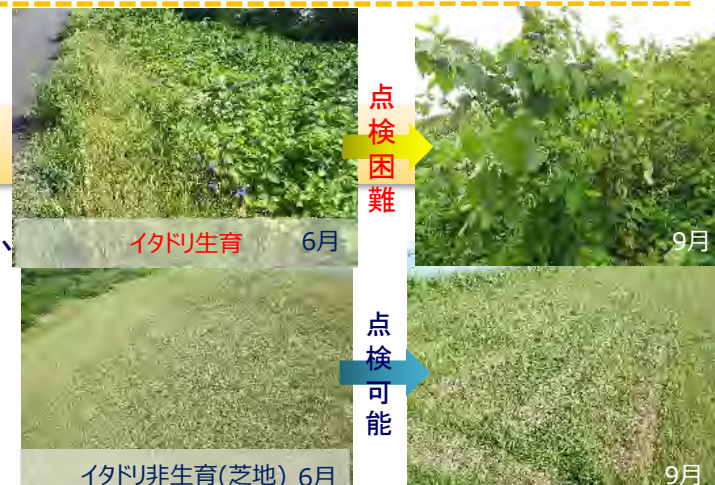 点検困難
イタドリ生育 6月
9月
、
点検可能
イタドリ非生育(芝地) 6月
9月